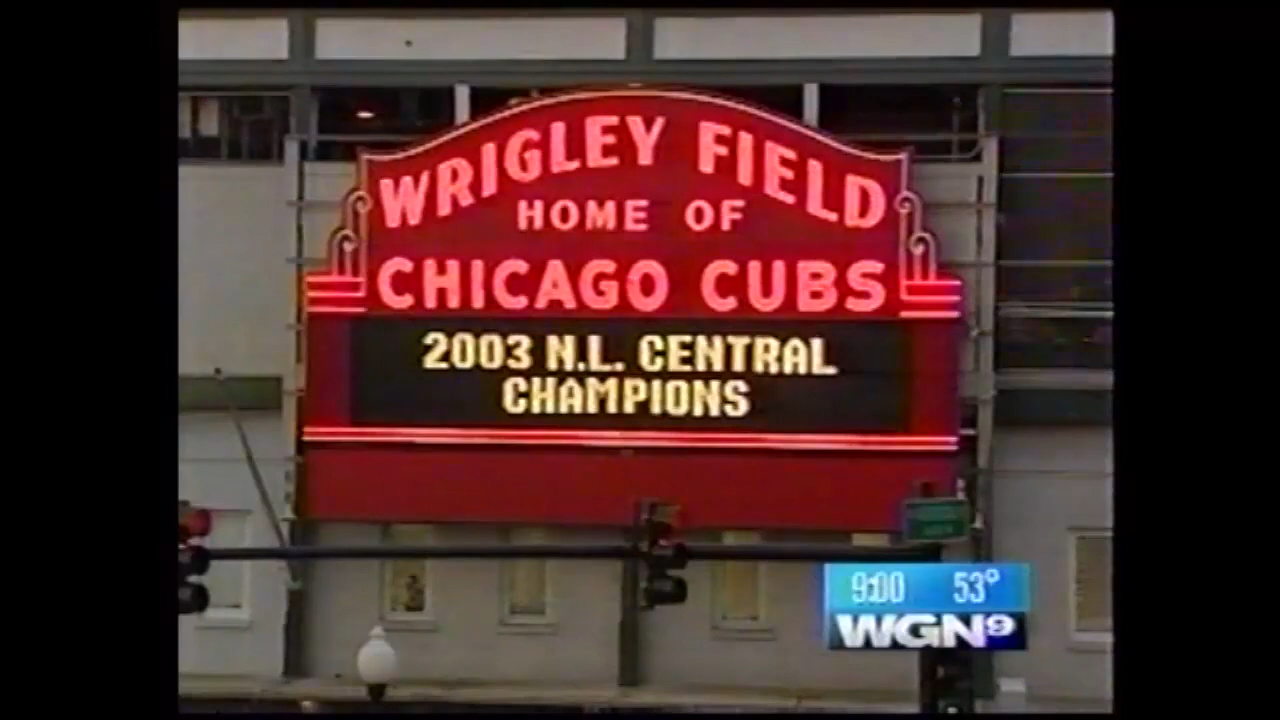 WRIGLEY FIELD
HOME OF
CHICAGO CUBS
2003 N.L. CENTRAL
CHAMPIONS
9:00 53°
WGN9